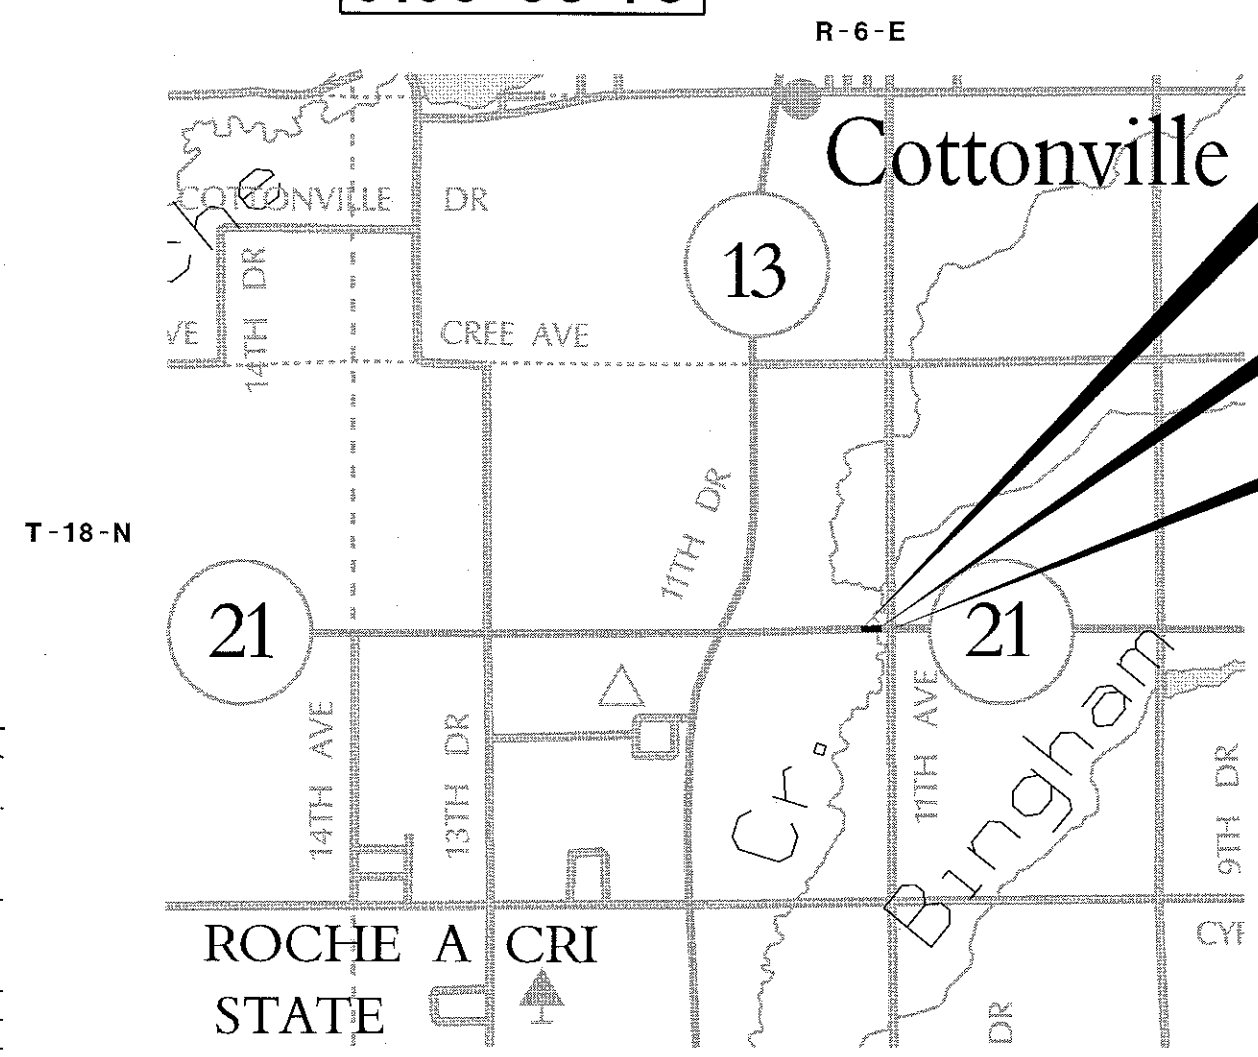 R-6-E
Cottonville
COTTONVILLE DR
14TH DR
13
VE
CREE AVE
11TH DR
T-18-N
21
21
14TH AVE
13TH DR
11TH AVE
9TH DR
Cr.
Bingham
ROCHE A CRI
STATE
DR